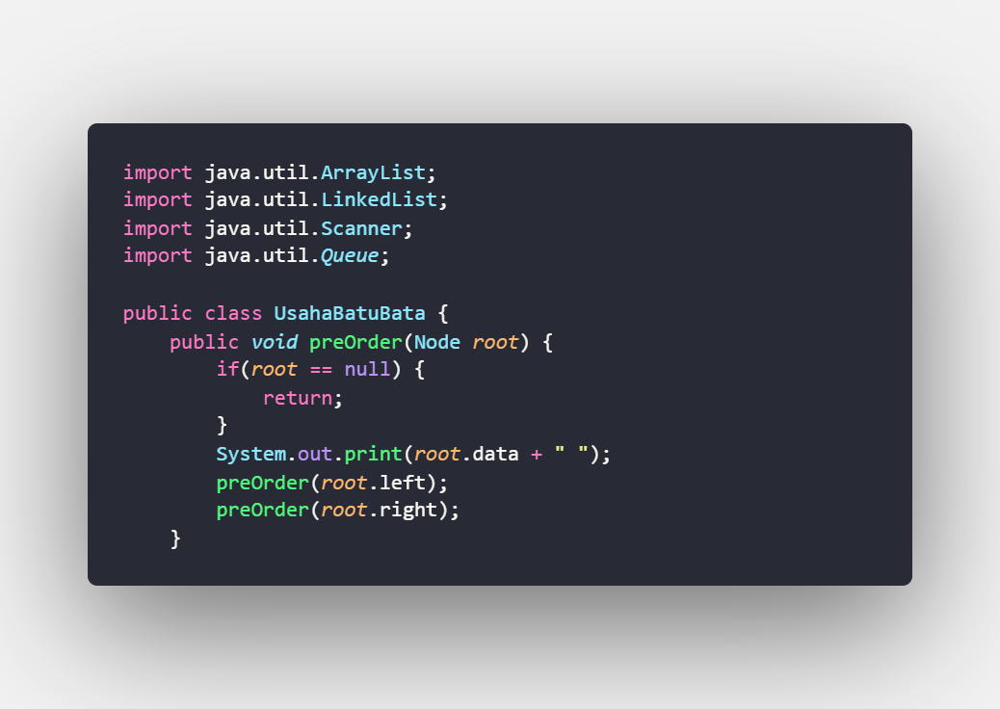 import java.util.ArrayList;
import java.util.LinkedList;
import java.util.Scanner;
import java.util.Queue;

public class UsahaBatuBata {
    public void preOrder(Node root) {
        if(root == null) {
            return;
        }
        System.out.print(root.data + " ");
        preOrder(root.left);
        preOrder(root.right);
    }